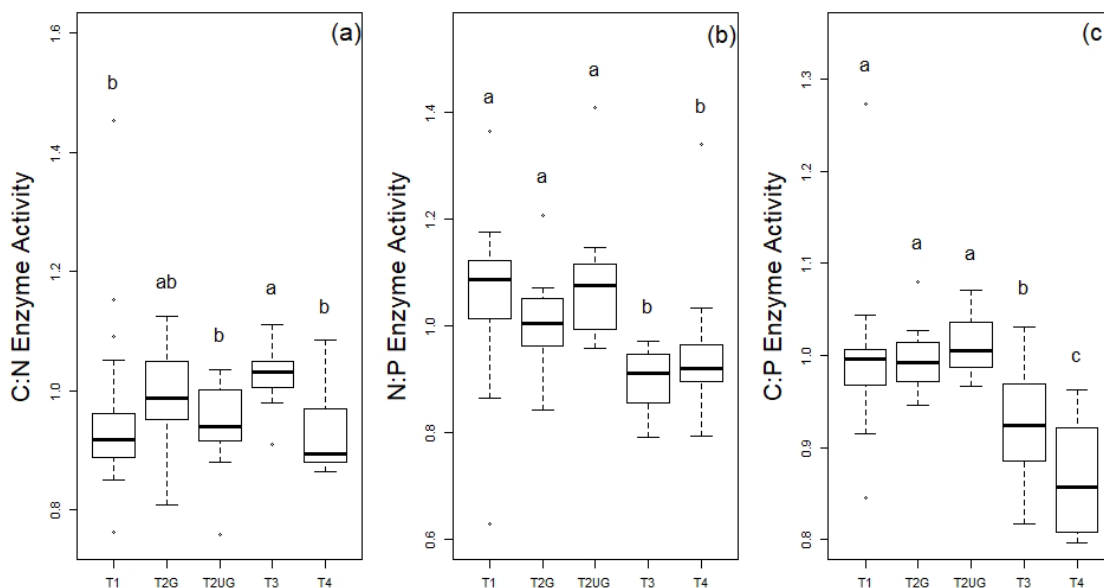 (a)
b
ab
b
a
b
C:N Enzyme Activity
1.6
1.4
1.2
1.0
0.8
T1 T2G T2UG T3 T4
(b)
a
a
a
b
b
N:P Enzyme Activity
1.4
1.2
1.0
0.8
0.6
T1 T2G T2UG T3 T4
(c
a
a
a
b
c
C:P Enzyme Activity
1.3
1.2
1.1
1.0
0.9
0.8
T1 T2G T2UG T3 T4